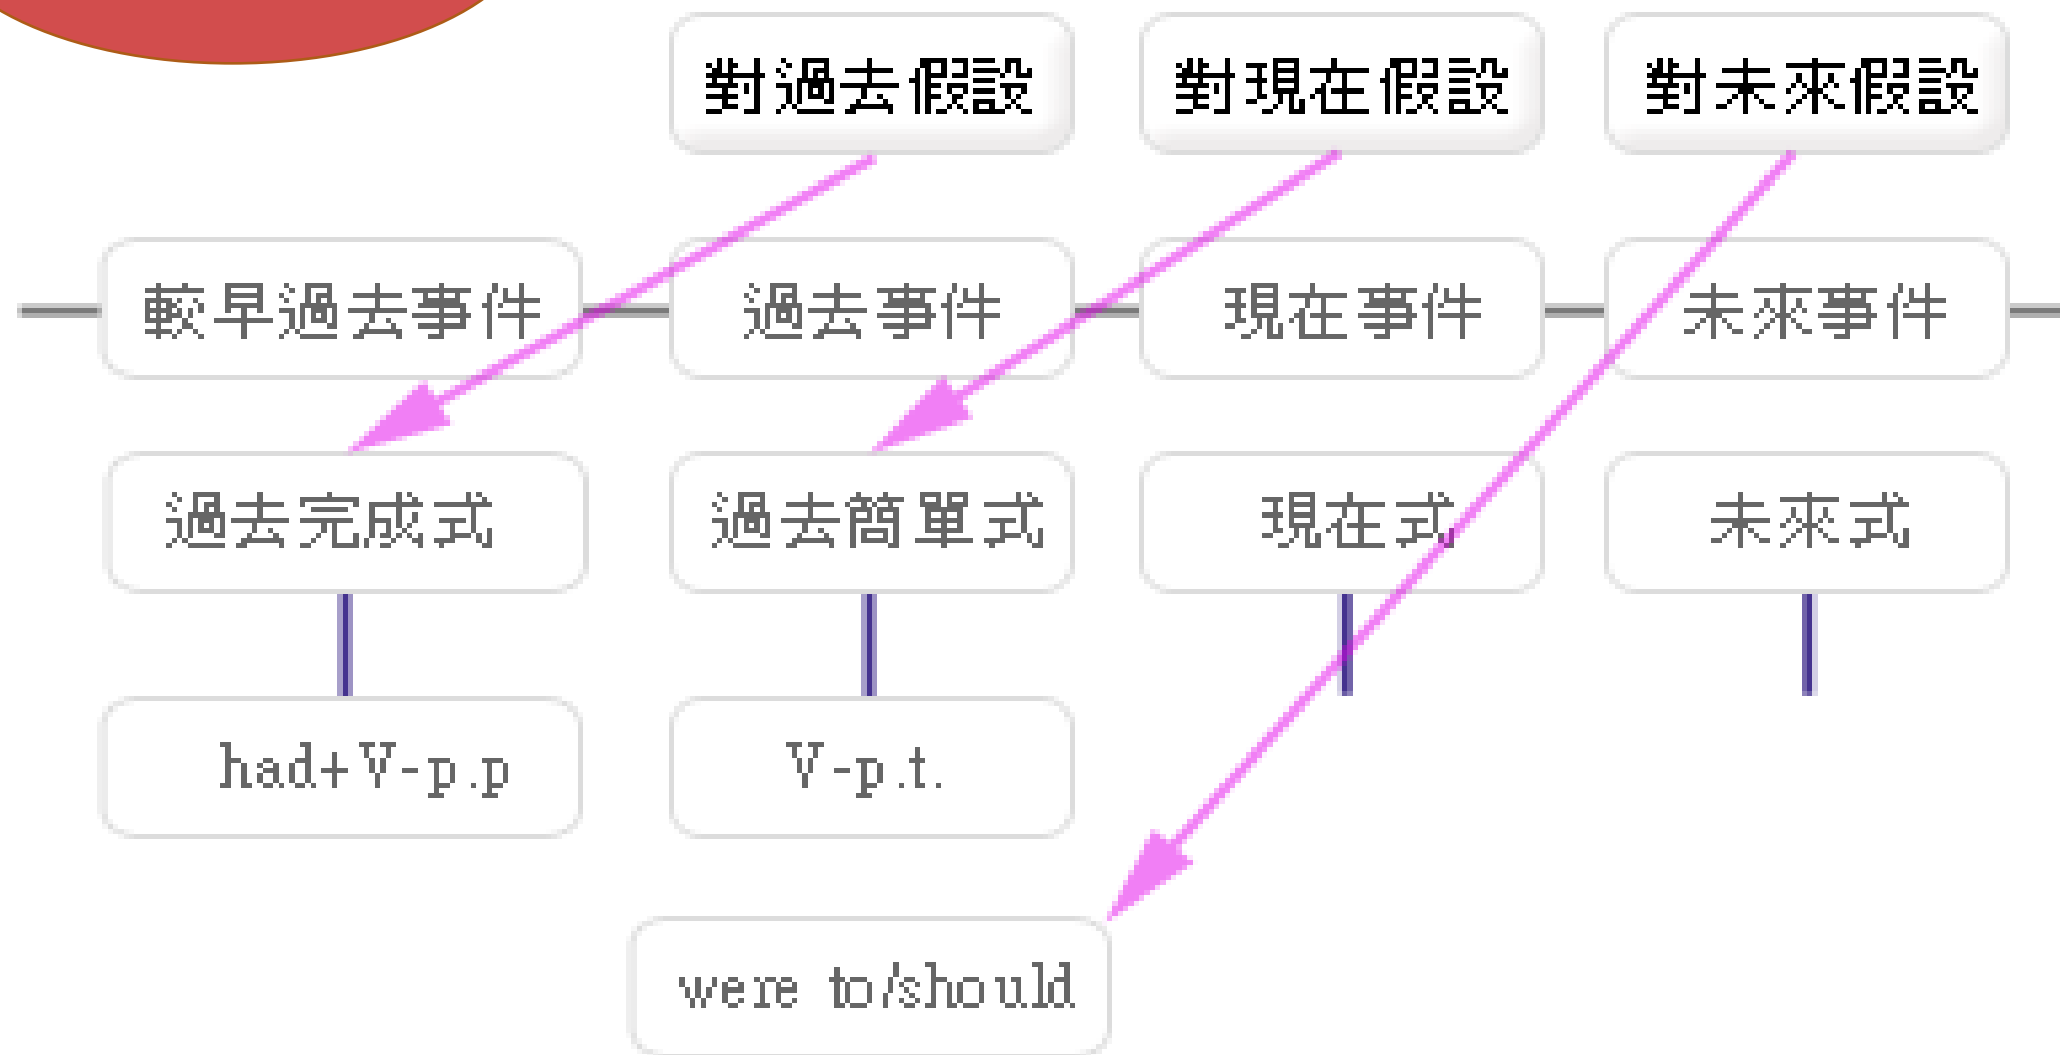 對過去假設 對現在假設 對未來假設
較早過去事件 過去事件 現在事件 未來事件
過去完成式 過去簡單式 現在式 未來式
had+V-p.p V-p.t.
were to/should